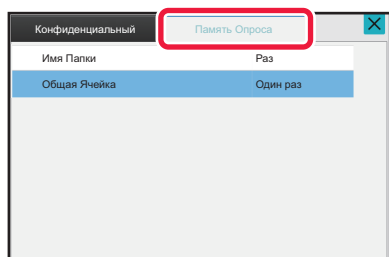 Конфиденциальный Память Опроса
Имя Папки Раз
Общая Ячейка Один раз